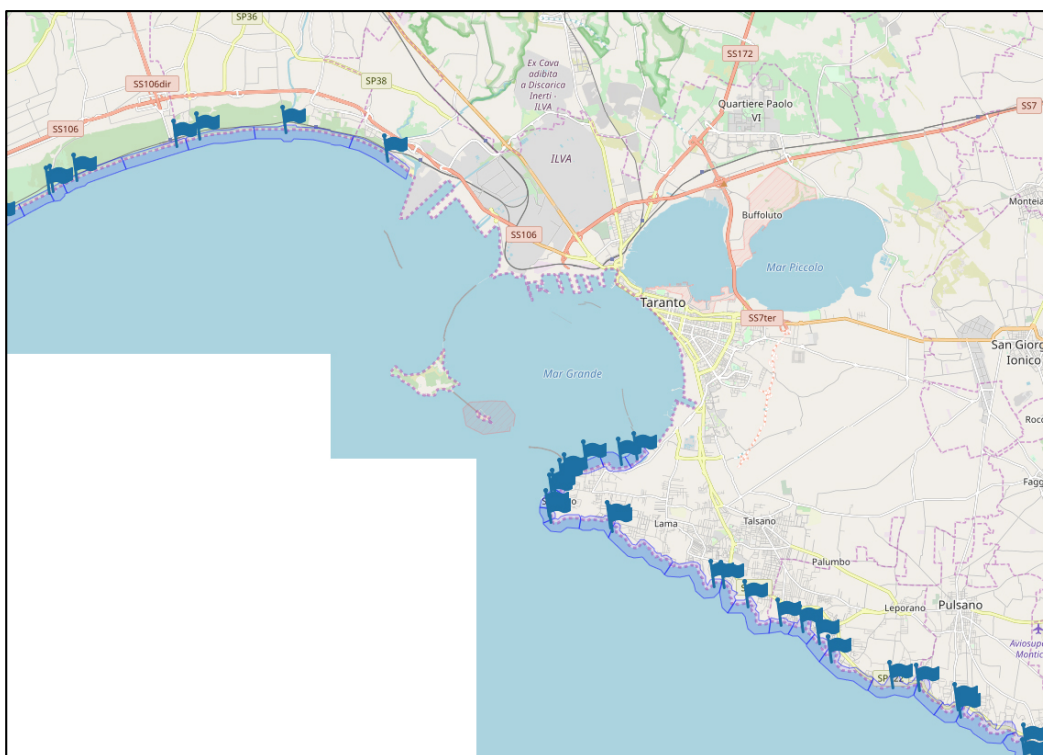 SP36
SS172
Ex Cava
adibita
a Discarica
Inerti -
ILVA
SS106dir
SP38
Quartiere Paolo
VI
SS7
SS106
ILVA
Buffoluto
Monteia
SS106
Mar Piccolo
Taranto
SS7ter
San Giorg
Ionico
Mar Grande
Roc
Fagg
Lama
Talsano
Palumbo
Leporano
Pulsano
Aviosupe
Montic